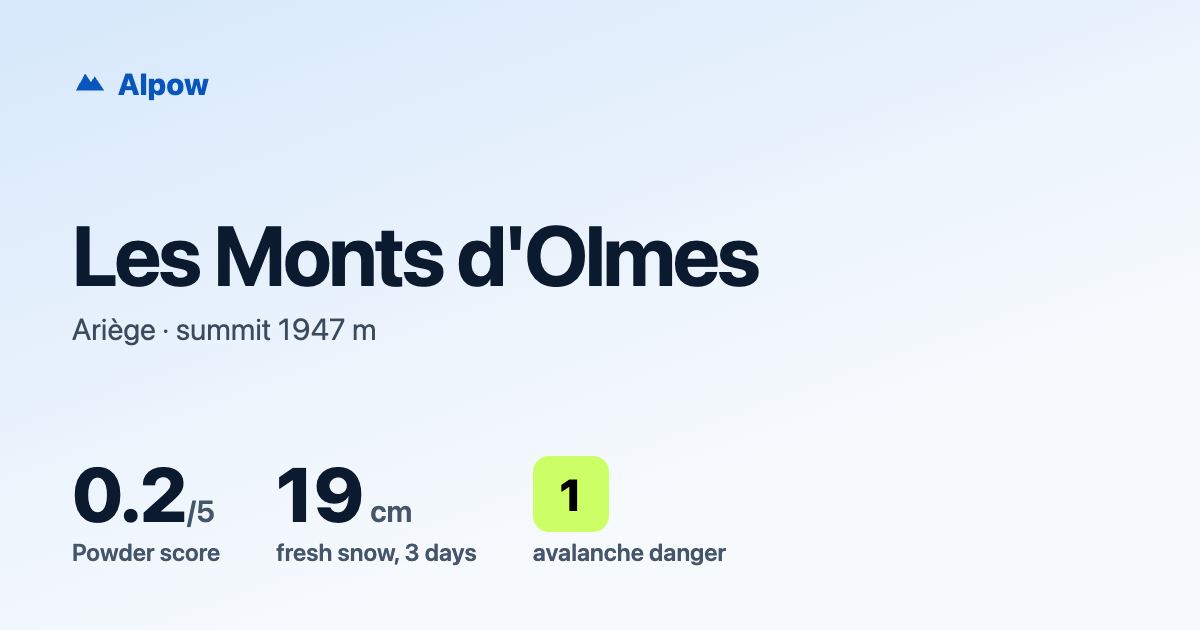 Alpow
Les Monts d'Olmes
Ariège · summit 1947 m
0.2/5 19 cm 1
Powder score fresh snow, 3 days avalanche danger